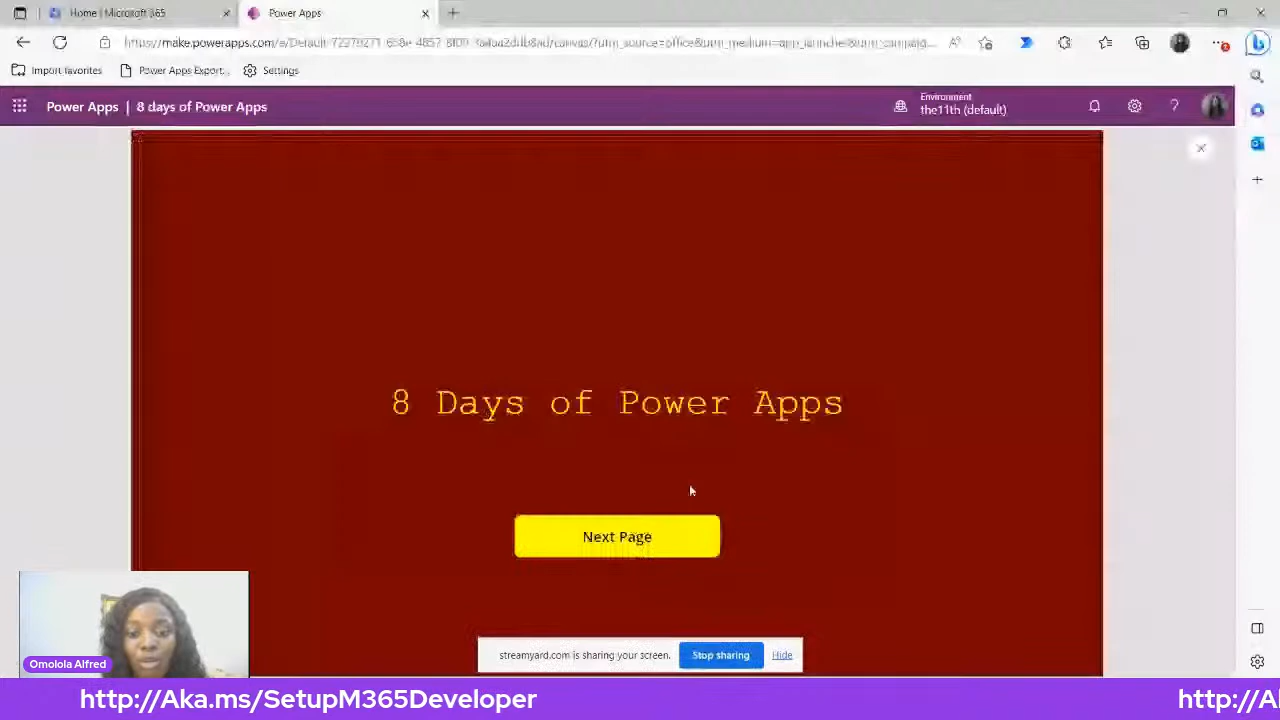 Home | Microsoft 365
Power Apps
Import favorites
Power Apps Export...
Settings
Power Apps | 8 days of Power Apps
Environment
the11th (default)
8 Days of Power Apps
Next Page
streamyard.com is sharing your screen.
Stop sharing
Hide
Omolola Alfred
http://Aka.ms/SetupM365Developer
http://A